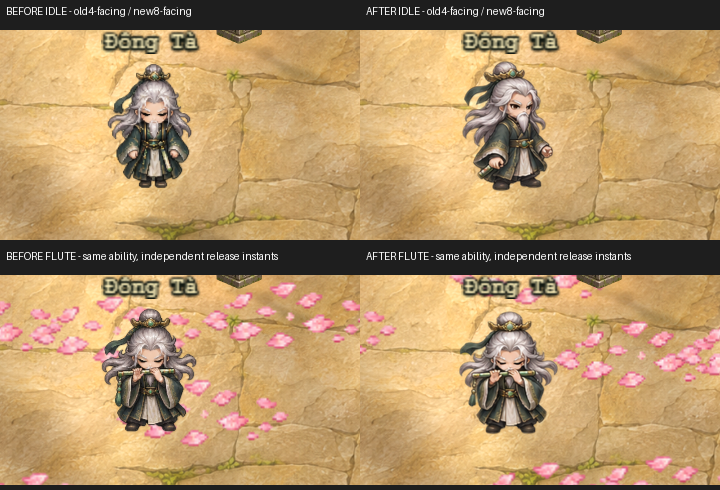 BEFORE IDLE - old4-facing / new8-facing
AFTER IDLE - old4-facing / new8-facing
Đông Tà
Đông Tà
BEFORE FLUTE - same ability, independent release instants
AFTER FLUTE - same ability, independent release instants
Đông Tà
Đông Tà